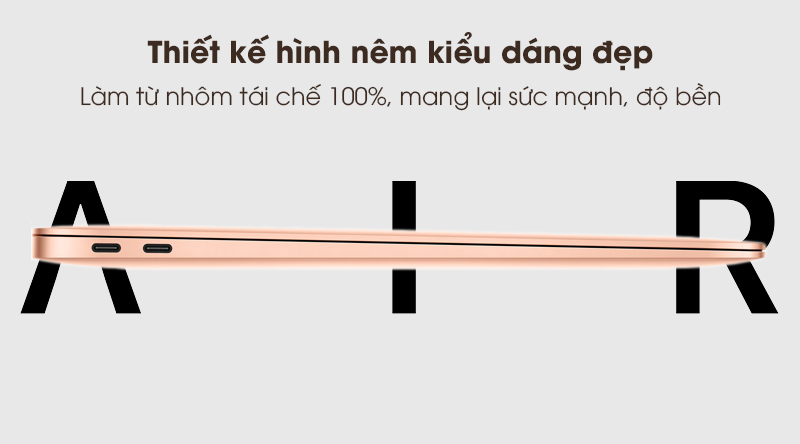 Thiết kế hình nêm kiểu dáng đẹp
Làm từ nhôm tái chế 100%, mang lại sức mạnh, độ bền
AIR